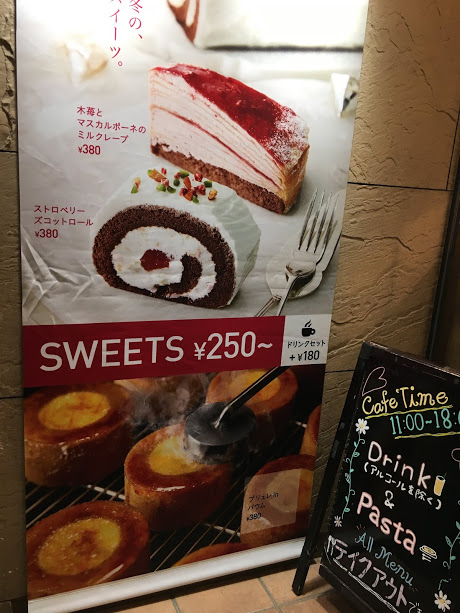 冬の、
スイーツ。
木苺と
マスカルポーネの
ミルクレープ
¥380
ストロベリー
ズコットロール
¥380
SWEETS ¥250~
ドリンクセット
+¥180
ブリュレin
バウム
¥380
Cafe Time
11:00-18:
Drink
(アルコールを除く)
&
Pasta
All Menu
テイクアウトで